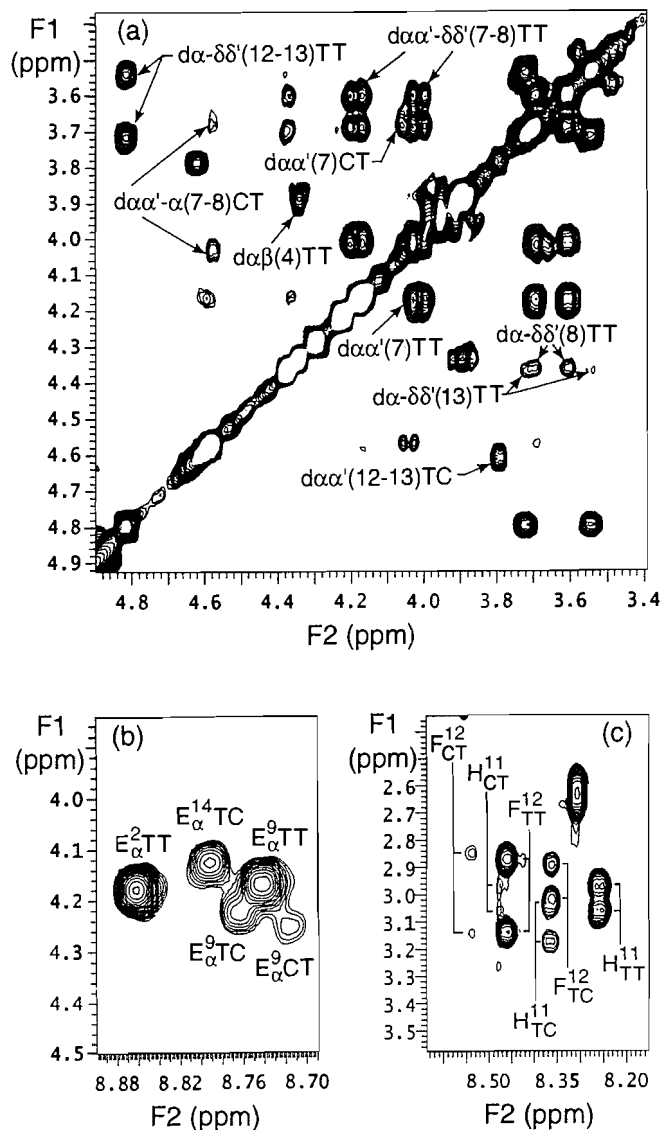 F1
(ppm)
(a)
dα-δδ'(12-13)TT
dαα'-δδ'(7-8)TT
dαα'(7)CT
dαα'-α(7-8)CT
dαβ(4)TT
dαα'(7)TT
dα-δδ'(8)TT
dα-δδ'(13)TT
dαα'(12-13)TC
3.6
3.7
3.8
3.9
4.0
4.1
4.2
4.3
4.4
4.5
4.6
4.7
4.8
4.9
4.8 4.6 4.4 4.2 4.0 3.8 3.6 3.4
F2 (ppm)
F1
(ppm)
(b)
E²αTT
E¹⁴αTC
E⁹αTT
E⁹αTC
E⁹αCT
4.0
4.1
4.2
4.3
4.4
4.5
8.88 8.82 8.76 8.70
F2 (ppm)
F1
(ppm)
(c)
F¹²CT
H¹¹CT
F¹²TT
H¹¹TC
F¹²TC
H¹¹TT
2.6
2.7
2.8
2.9
3.0
3.1
3.2
3.3
3.4
3.5
8.50 8.35 8.20
F2 (ppm)